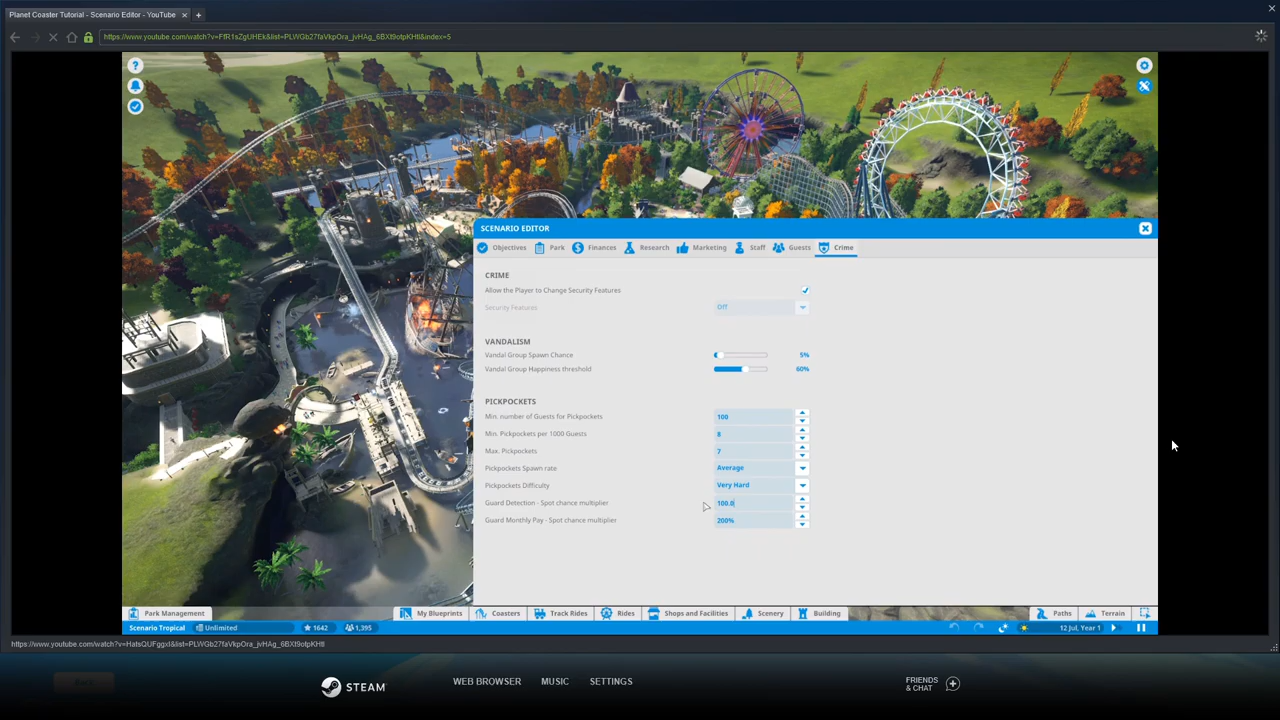 Planet Coaster Tutorial - Scenario Editor - YouTube
https://www.youtube.com/watch?v=FfR1sZgUHEk&list=PLWGb27faVkpOra_jvHAg_6BXt9otpKHtl&index=5
SCENARIO EDITOR
Objectives Park Finances Research Marketing Staff Guests Crime
CRIME
Allow the Player to Change Security Features
Security Features Off
VANDALISM
Vandal Group Spawn Chance 5%
Vandal Group Happiness threshold 60%
PICKPOCKETS
Min. number of Guests for Pickpockets 100
Min. Pickpockets per 1000 Guests 8
Max. Pickpockets 7
Pickpockets Spawn rate Average
Pickpockets Difficulty Very Hard
Guard Detection - Spot chance multiplier 100.0
Guard Monthly Pay - Spot chance multiplier 200%
Park Management My Blueprints Coasters Track Rides Rides Shops and Facilities Scenery Building Paths Terrain
Scenario Tropical Unlimited 1642 1,395 12 Jul, Year 1
https://www.youtube.com/watch?v=HatsQUFggxI&list=PLWGb27faVkpOra_jvHAg_6BXt9otpKHtl
Back
STEAM WEB BROWSER MUSIC SETTINGS FRIENDS
& CHAT